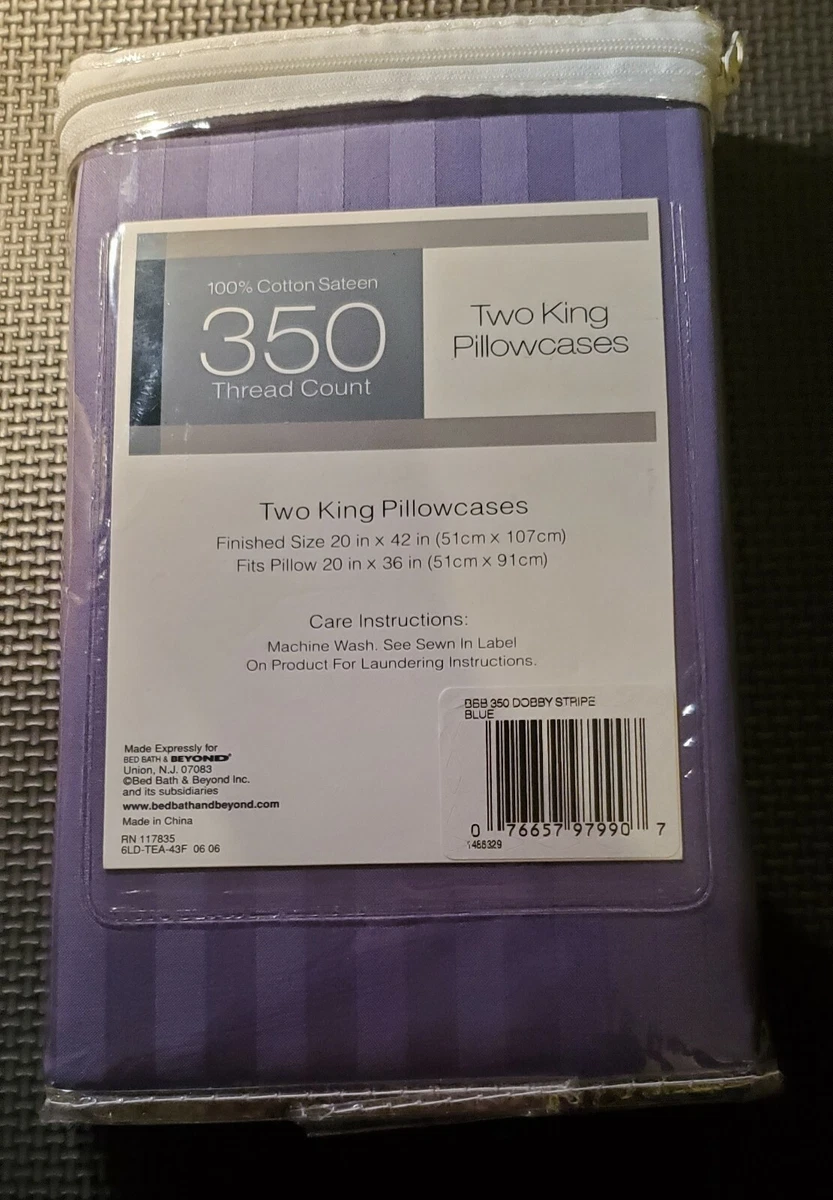 100% Cotton Sateen
350
Thread Count
Two King
Pillowcases
Two King Pillowcases
Finished Size 20 in x 42 in (51cm x 107cm)
Fits Pillow 20 in x 36 in (51cm x 91cm)
Care Instructions:
Machine Wash. See Sewn In Label
On Product For Laundering Instructions.
BBB 350 DOBBY STRIPE
BLUE
Made Expressly for
BED BATH & BEYOND®
Union, N.J. 07083
©Bed Bath & Beyond Inc.
and its subsidiaries
www.bedbathandbeyond.com
Made in China
RN 117835
6LD-TEA-43F 06 06
0 76657 97990 7